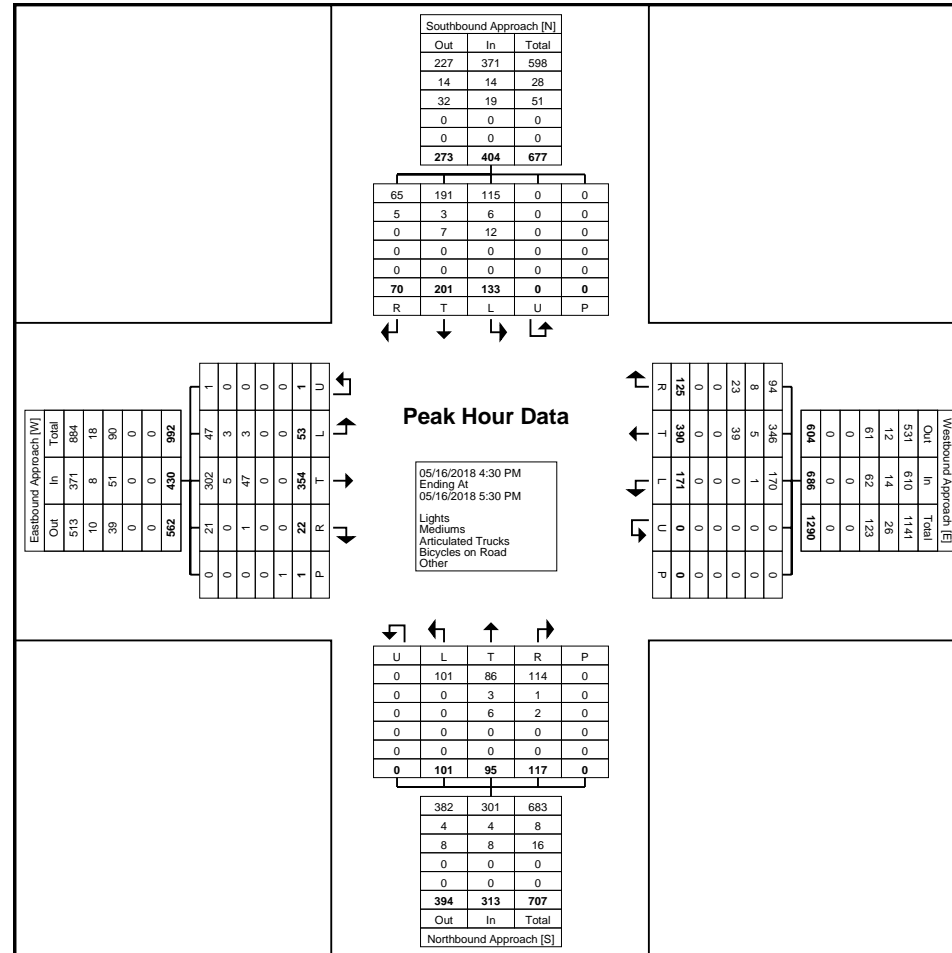 Southbound Approach [N]
Out In Total
227 371 598
14 14 28
32 19 51
0 0 0
0 0 0
273 404 677
65 191 115 0 0
5 3 6 0 0
0 7 12 0 0
0 0 0 0 0
0 0 0 0 0
70 201 133 0 0
R T L U P
Eastbound Approach [W]
Out In Total
513 371 884
10 8 18
39 51 90
0 0 0
0 0 0
562 430 992
0 21 302 47 1
0 0 5 3 0
0 1 47 3 0
0 0 0 0 0
1 0 0 0 0
1 22 354 53 1
P R T L U
Peak Hour Data
05/16/2018 4:30 PM
Ending At
05/16/2018 5:30 PM
Lights
Mediums
Articulated Trucks
Bicycles on Road
Other
Westbound Approach [E]
Out In Total
531 610 1141
12 14 26
61 62 123
0 0 0
0 0 0
604 686 1290
94 346 170 0 0
8 5 1 0 0
23 39 0 0 0
0 0 0 0 0
0 0 0 0 0
125 390 171 0 0
R T L U P
U L T R P
0 101 86 114 0
0 0 3 1 0
0 0 6 2 0
0 0 0 0 0
0 0 0 0 0
0 101 95 117 0
382 301 683
4 4 8
8 8 16
0 0 0
0 0 0
394 313 707
Out In Total
Northbound Approach [S]